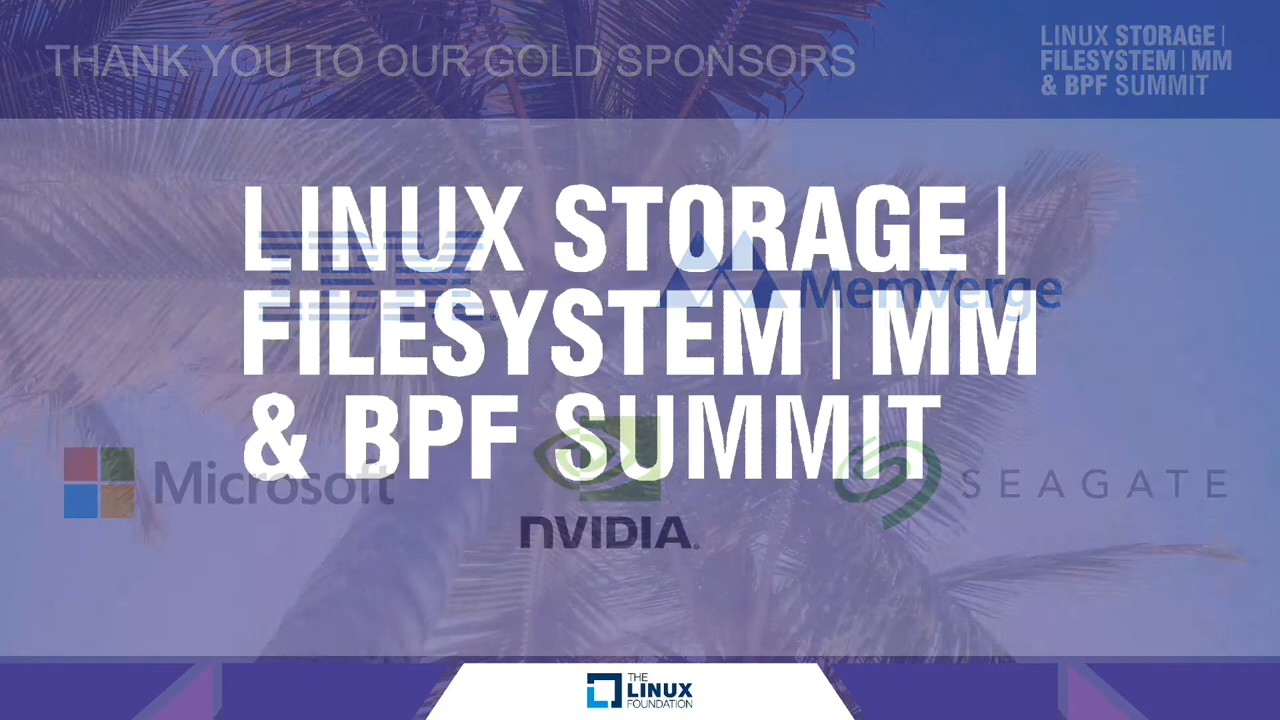 THANK YOU TO OUR GOLD SPONSORS
LINUX STORAGE |
FILESYSTEM | MM
& BPF SUMMIT
LINUX STORAGE |
FILESYSTEM | MM
& BPF SUMMIT
IBM®
MemVerge
Microsoft
NVIDIA®
SEAGATE
THE
LINUX
FOUNDATION